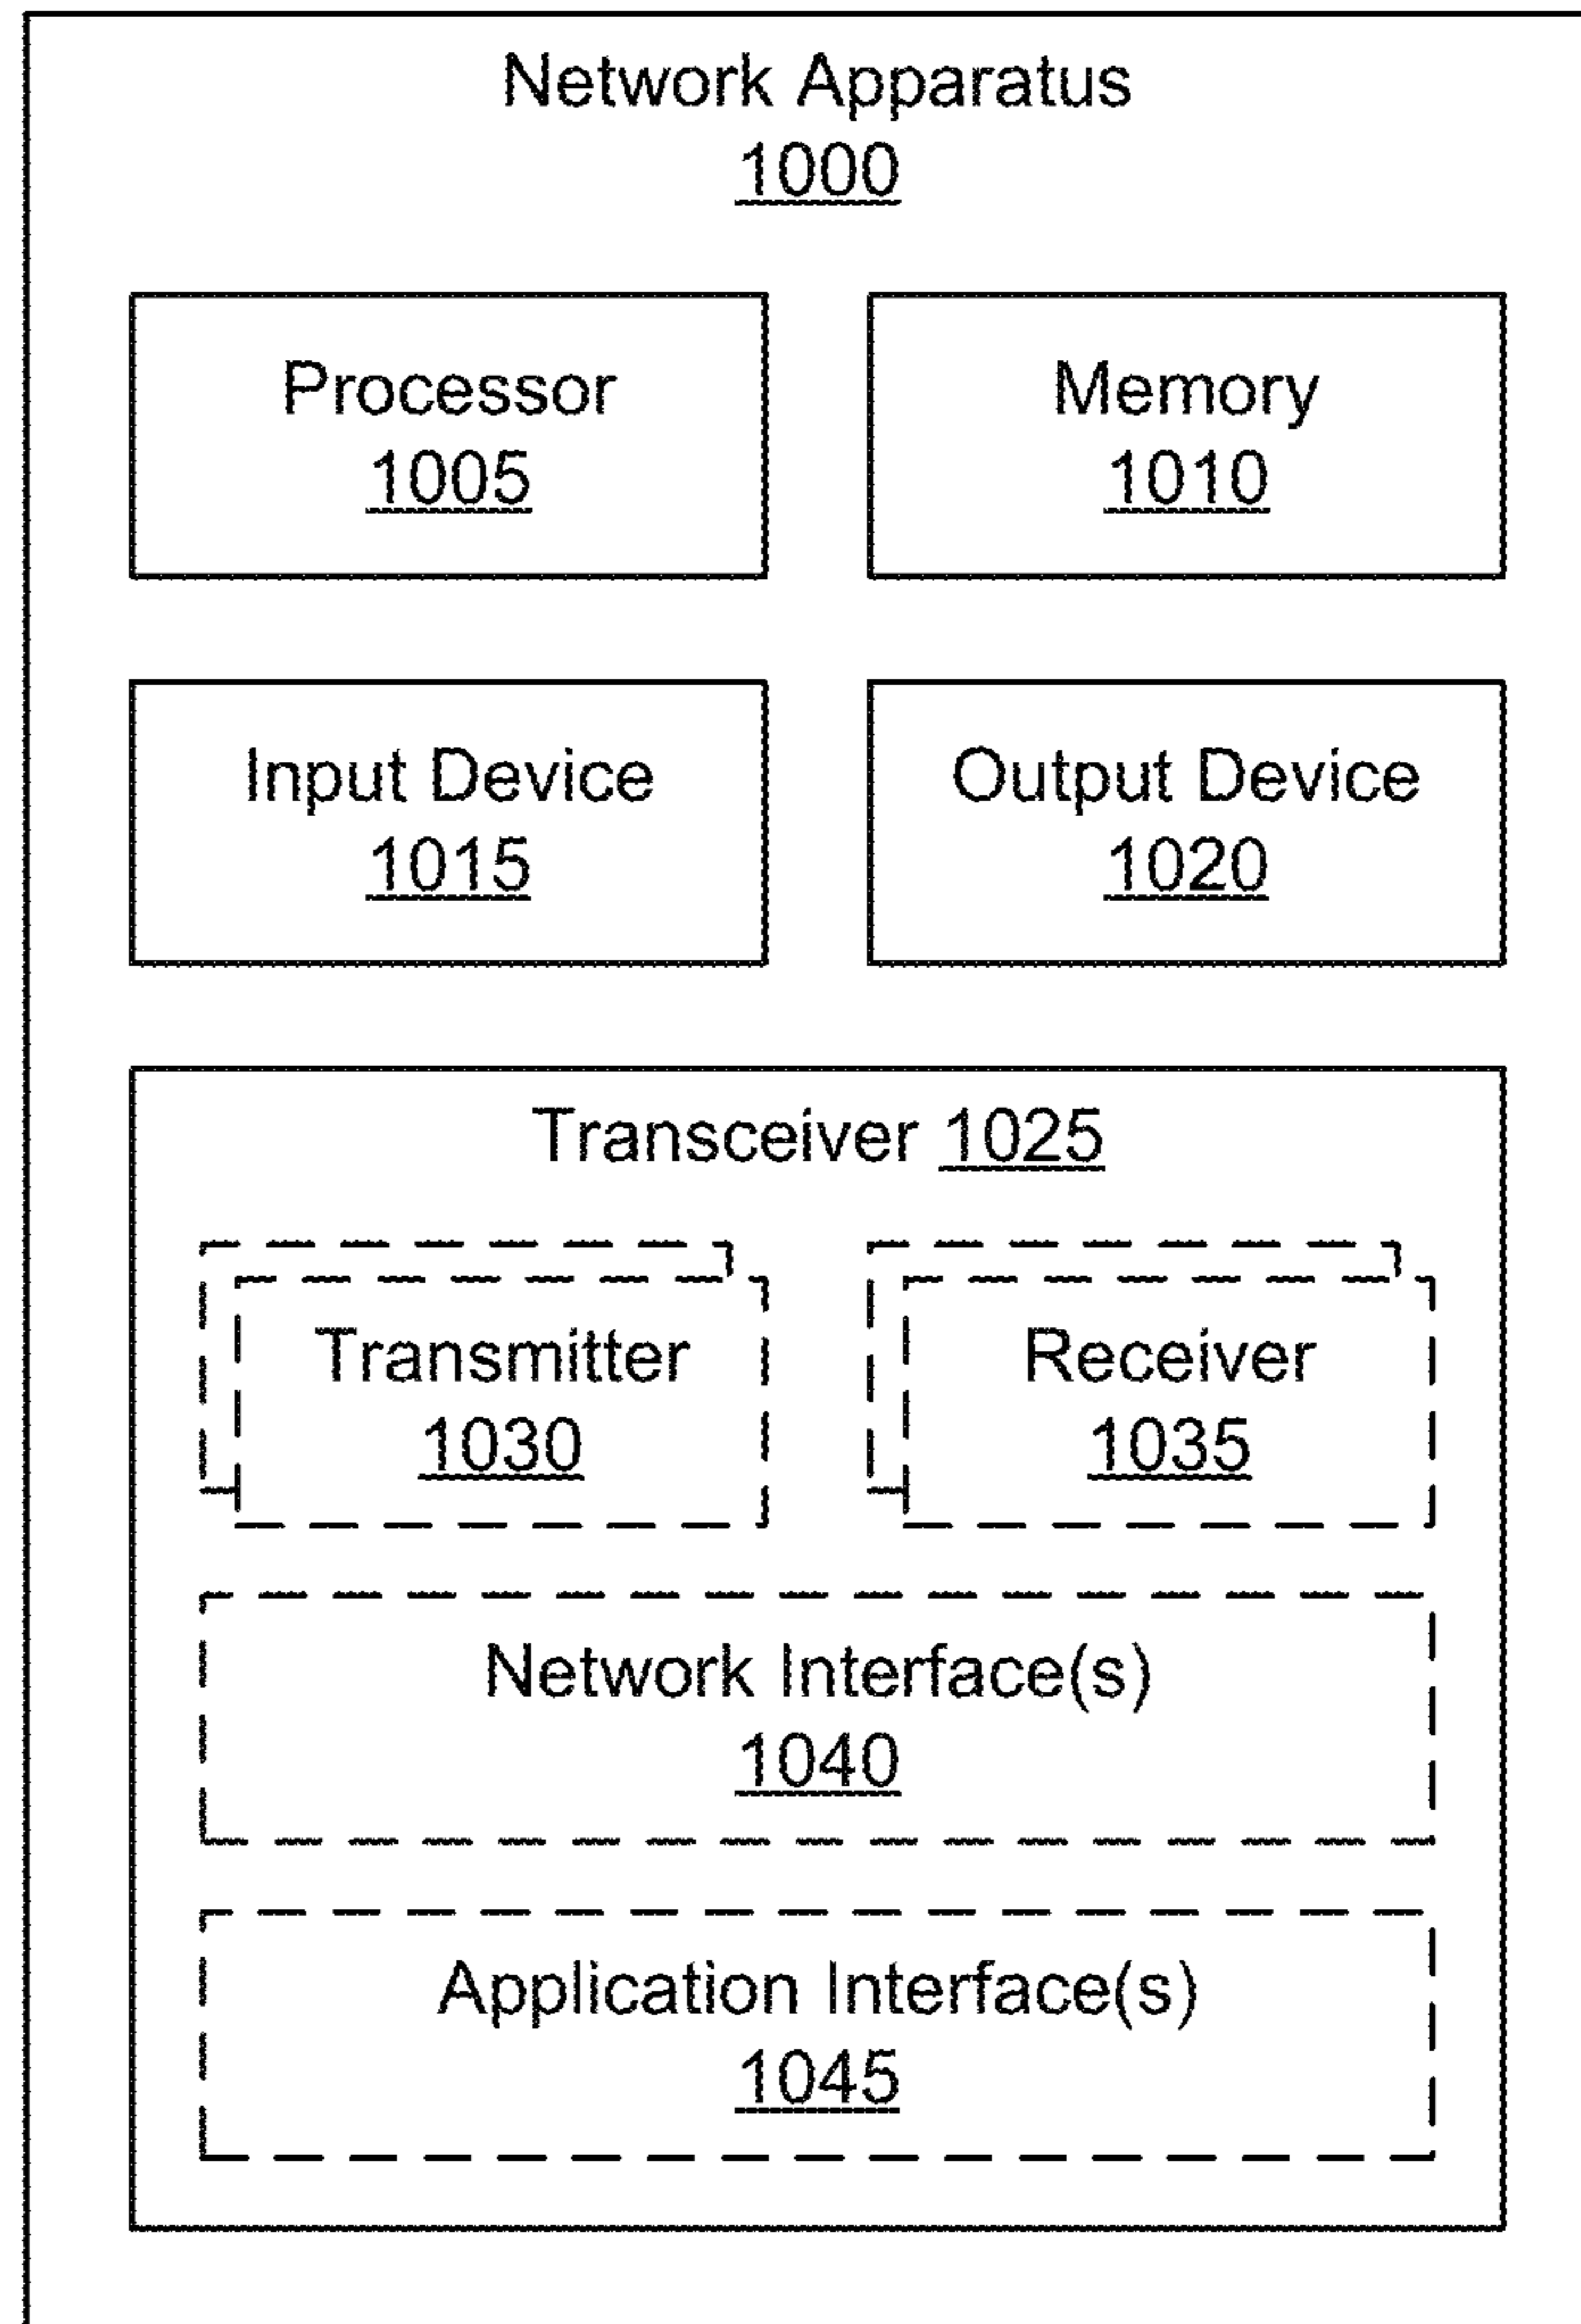 Network Apparatus
1000
Processor
1005
Memory
1010
Input Device
1015
Output Device
1020
Transceiver 1025
Transmitter
1030
Receiver
1035
Network Interface(s)
1040
Application Interface(s)
1045